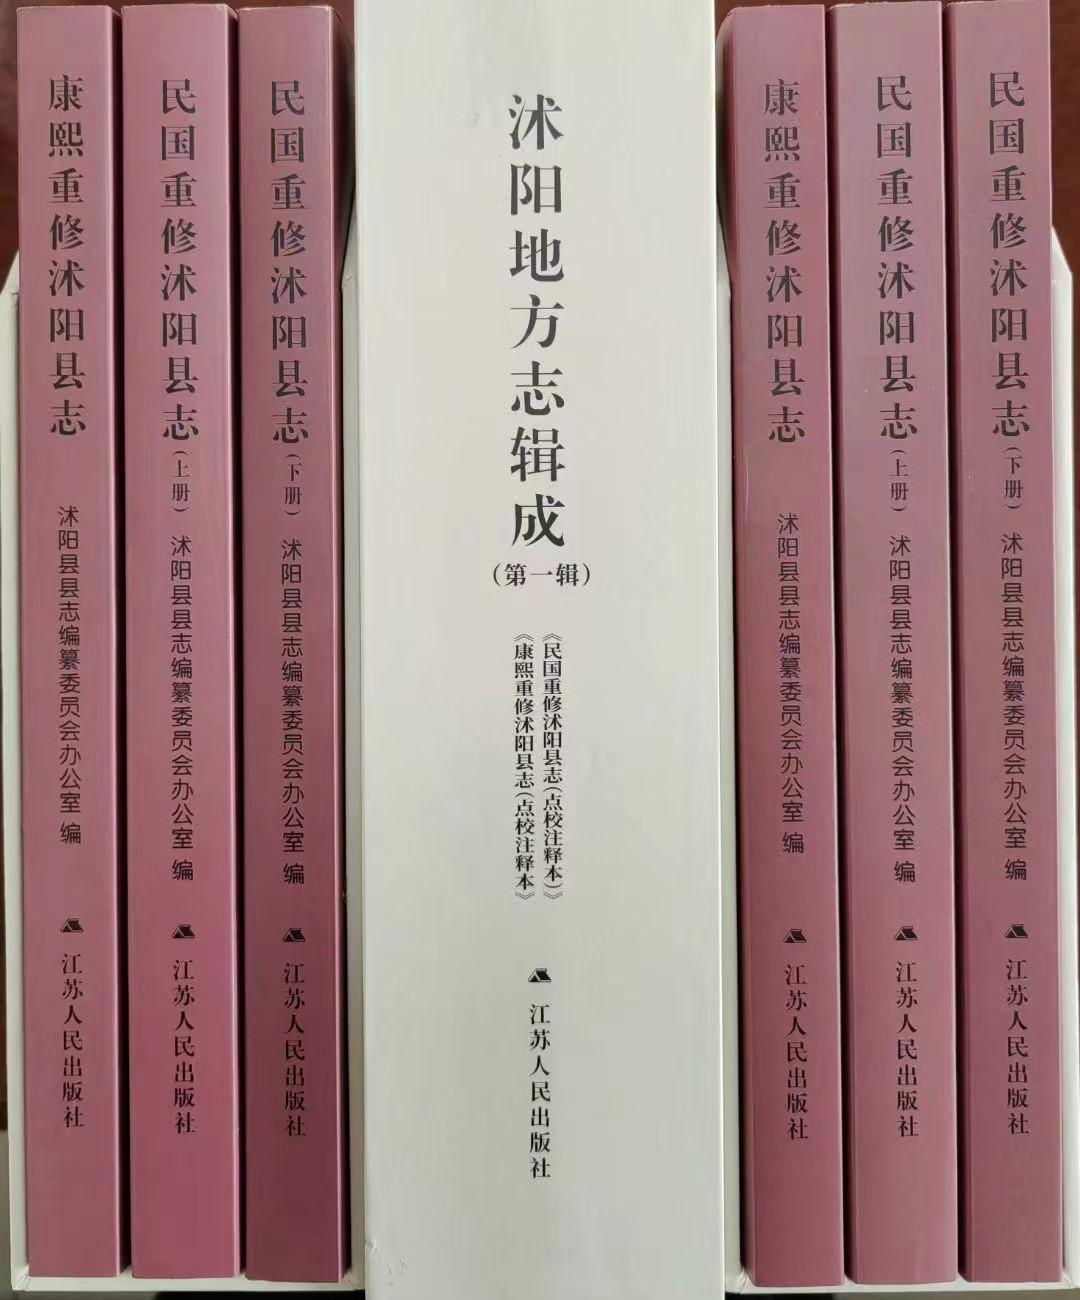 康熙重修沭阳县志
沭阳县县志编纂委员会办公室 编
江苏人民出版社
民国重修沭阳县志(上册)
沭阳县县志编纂委员会办公室 编
江苏人民出版社
民国重修沭阳县志(下册)
沭阳县县志编纂委员会办公室 编
江苏人民出版社
沭阳地方志辑成
(第一辑)
《民国重修沭阳县志(点校注释本)》
《康熙重修沭阳县志(点校注释本)》
江苏人民出版社
康熙重修沭阳县志
沭阳县县志编纂委员会办公室 编
江苏人民出版社
民国重修沭阳县志(上册)
沭阳县县志编纂委员会办公室 编
江苏人民出版社
民国重修沭阳县志(下册)
沭阳县县志编纂委员会办公室 编
江苏人民出版社